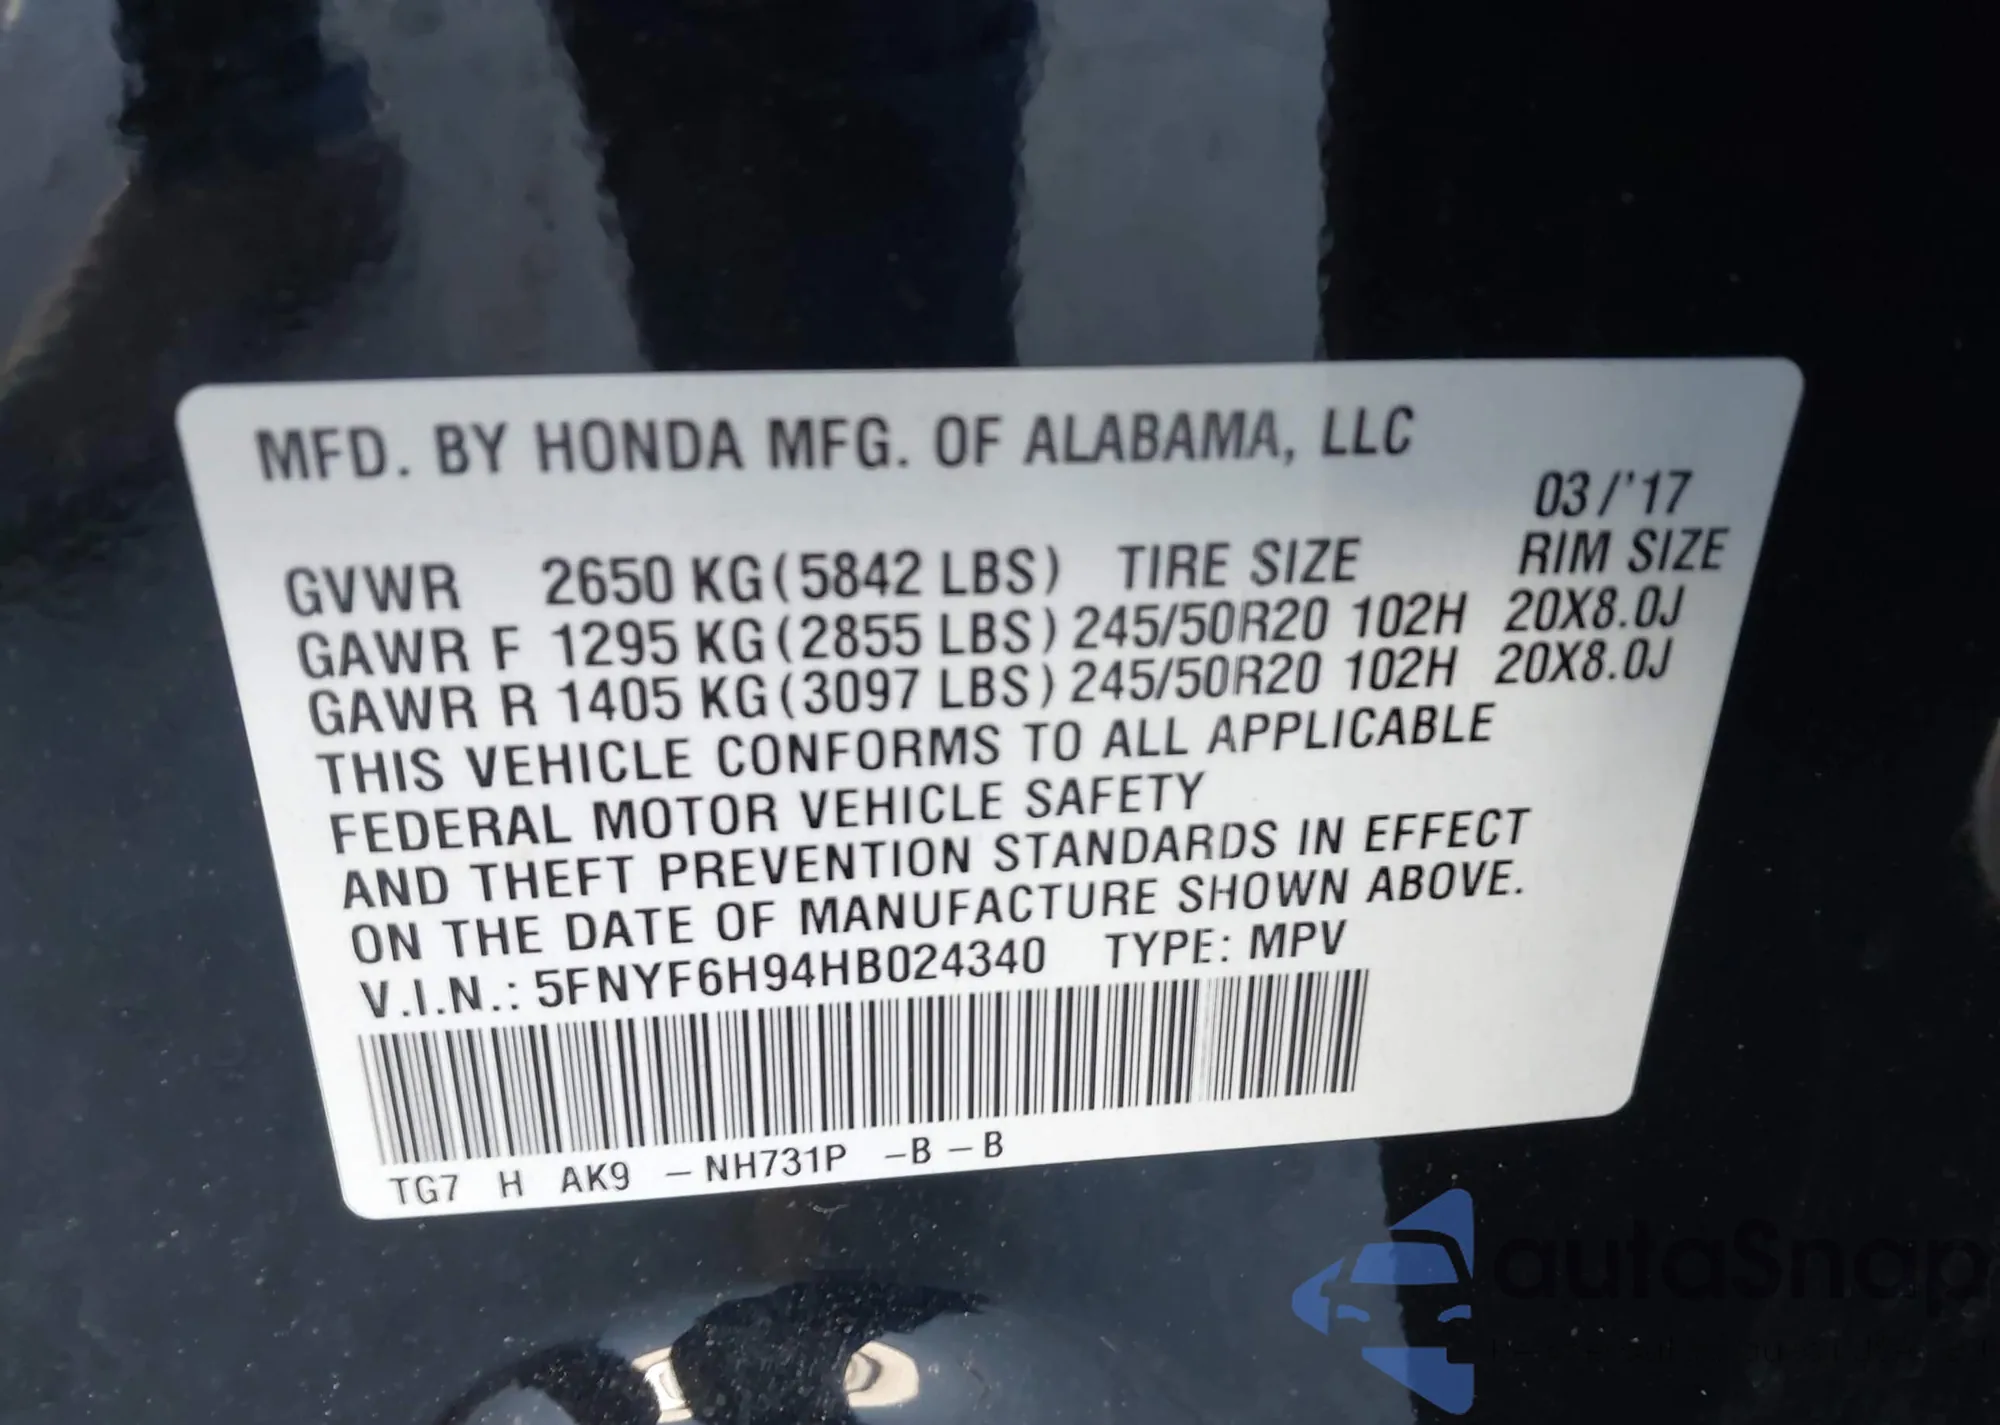 MFD. BY HONDA MFG. OF ALABAMA, LLC
03/'17
GVWR 2650 KG (5842 LBS) TIRE SIZE RIM SIZE
GAWR F 1295 KG (2855 LBS) 245/50R20 102H 20X8.0J
GAWR R 1405 KG (3097 LBS) 245/50R20 102H 20X8.0J
THIS VEHICLE CONFORMS TO ALL APPLICABLE
FEDERAL MOTOR VEHICLE SAFETY
AND THEFT PREVENTION STANDARDS IN EFFECT
ON THE DATE OF MANUFACTURE SHOWN ABOVE.
V.I.N.: 5FNYF6H94HB024340 TYPE: MPV
TG7 H AK9 –NH731P –B–B
autaSnap